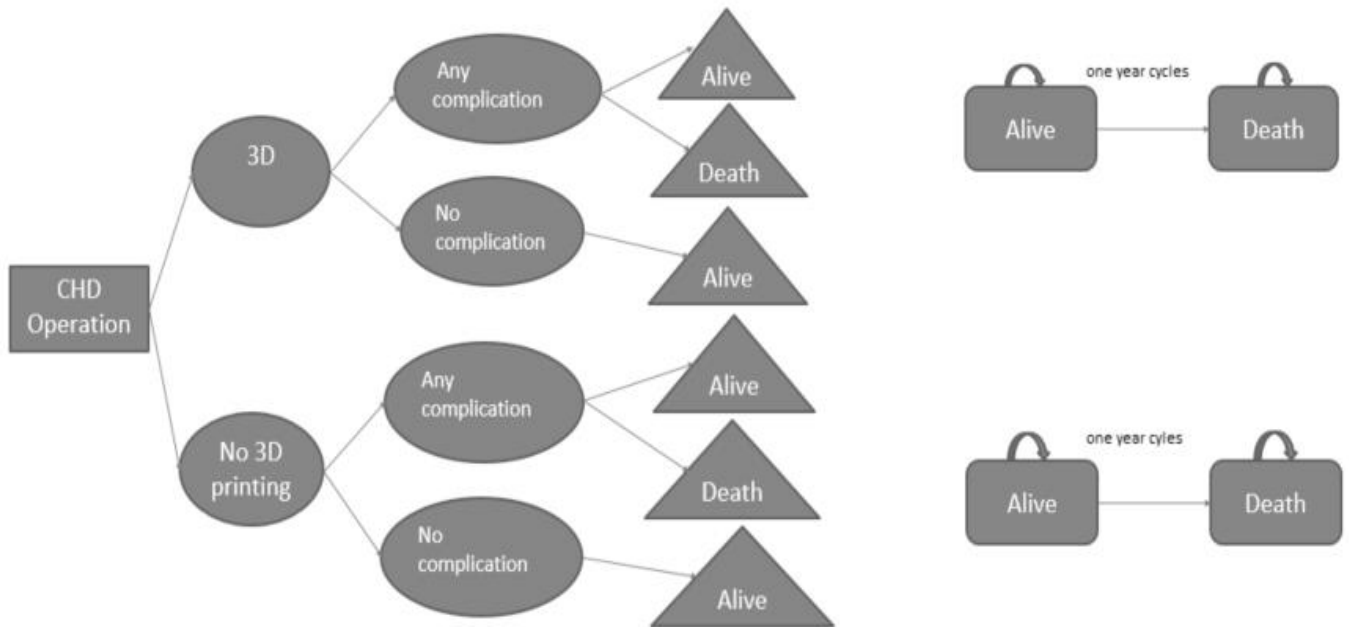 CHD
Operation
3D
Any
complication
Alive
Death
No
complication
Alive
No 3D
printing
Any
complication
Alive
Death
No
complication
Alive
one year cycles
Alive
Death
one year cyles
Alive
Death